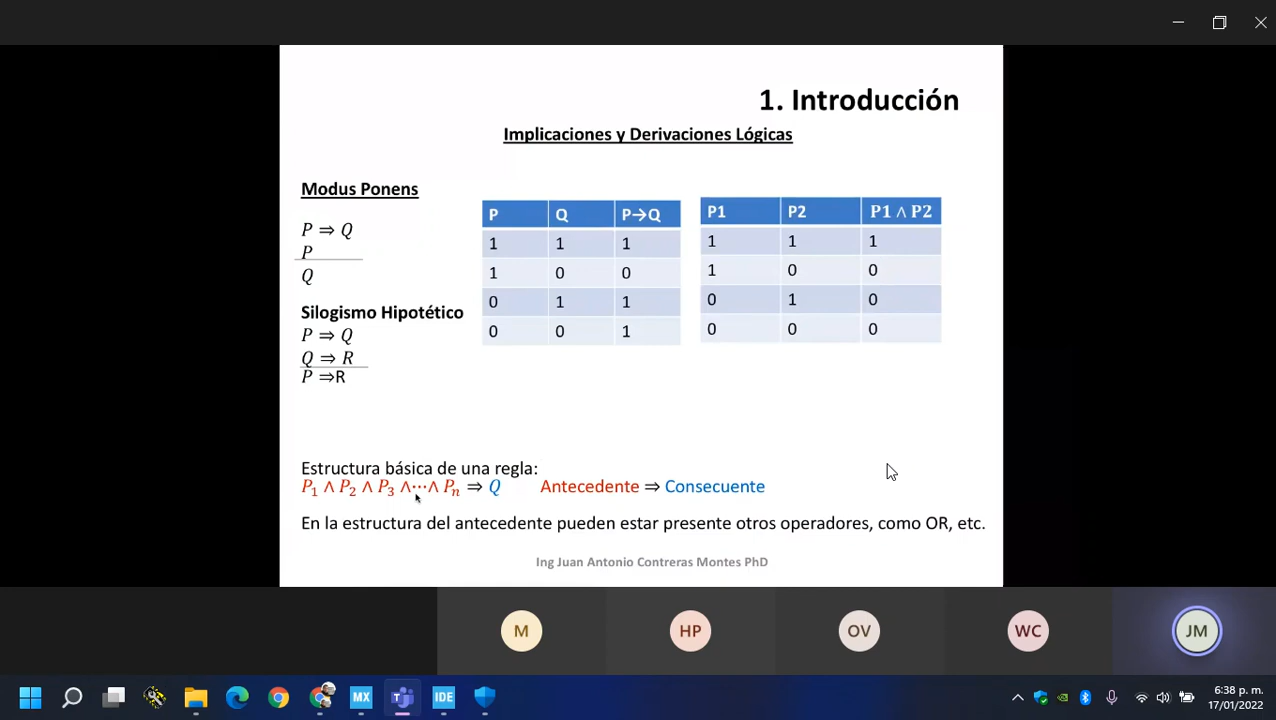 1. Introducción
Implicaciones y Derivaciones Lógicas
Modus Ponens
P ⇒ Q
P
Q
Silogismo Hipotético
P ⇒ Q
Q ⇒ R
P ⇒R
P Q P→Q
1 1 1
1 0 0
0 1 1
0 0 1
P1 P2 P1 ∧ P2
1 1 1
1 0 0
0 1 0
0 0 0
Estructura básica de una regla:
P₁ ∧ P₂ ∧ P₃ ∧⋯∧ Pₙ ⇒ Q Antecedente ⇒ Consecuente
En la estructura del antecedente pueden estar presente otros operadores, como OR, etc.
Ing Juan Antonio Contreras Montes PhD
M HP OV WC JM
MX IDE
6:38 p. m.
17/01/2022